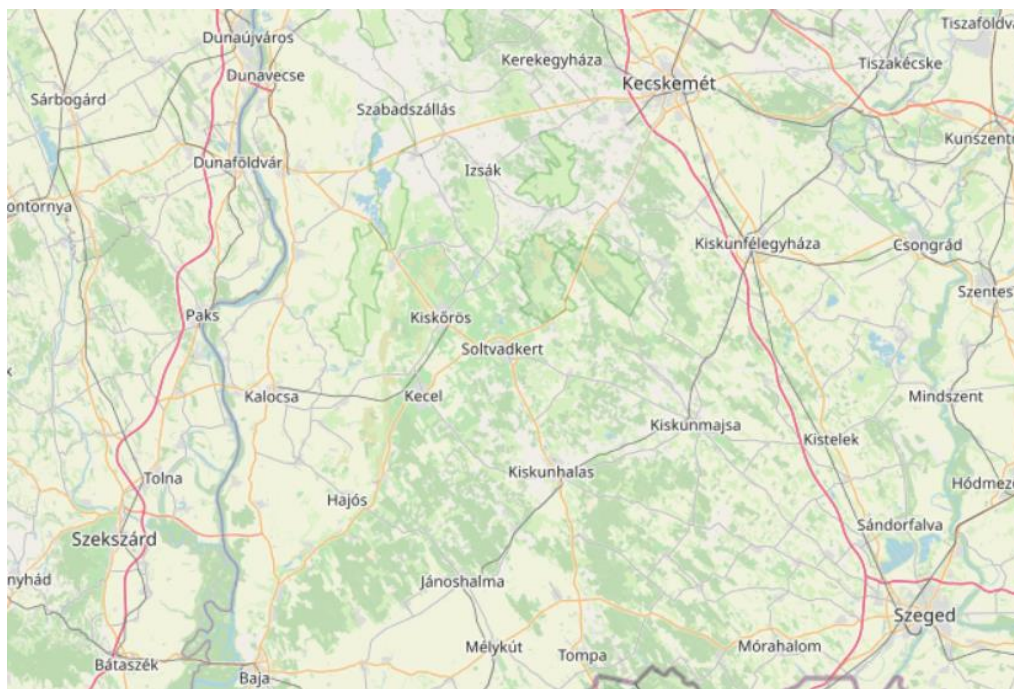 Dunaújváros
Tiszaföldvá
Kerekegyháza
Tiszakécske
Dunavecse
Kecskemét
Sárbogárd
Szabadszállás
Kunszentm
Dunaföldvár
Izsák
ontornya
Kiskunfélegyháza
Csongrád
Szentes
Paks
Kiskőrös
Soltvadkert
Kalocsa
Kecel
Mindszent
Kiskunmajsa
Kistelek
Tolna
Kiskunhalas
Hódmező
Hajós
Sándorfalva
Szekszárd
nyhád
Jánoshalma
Szeged
Mélykút
Mórahalom
Tompa
Bátaszék
Baja